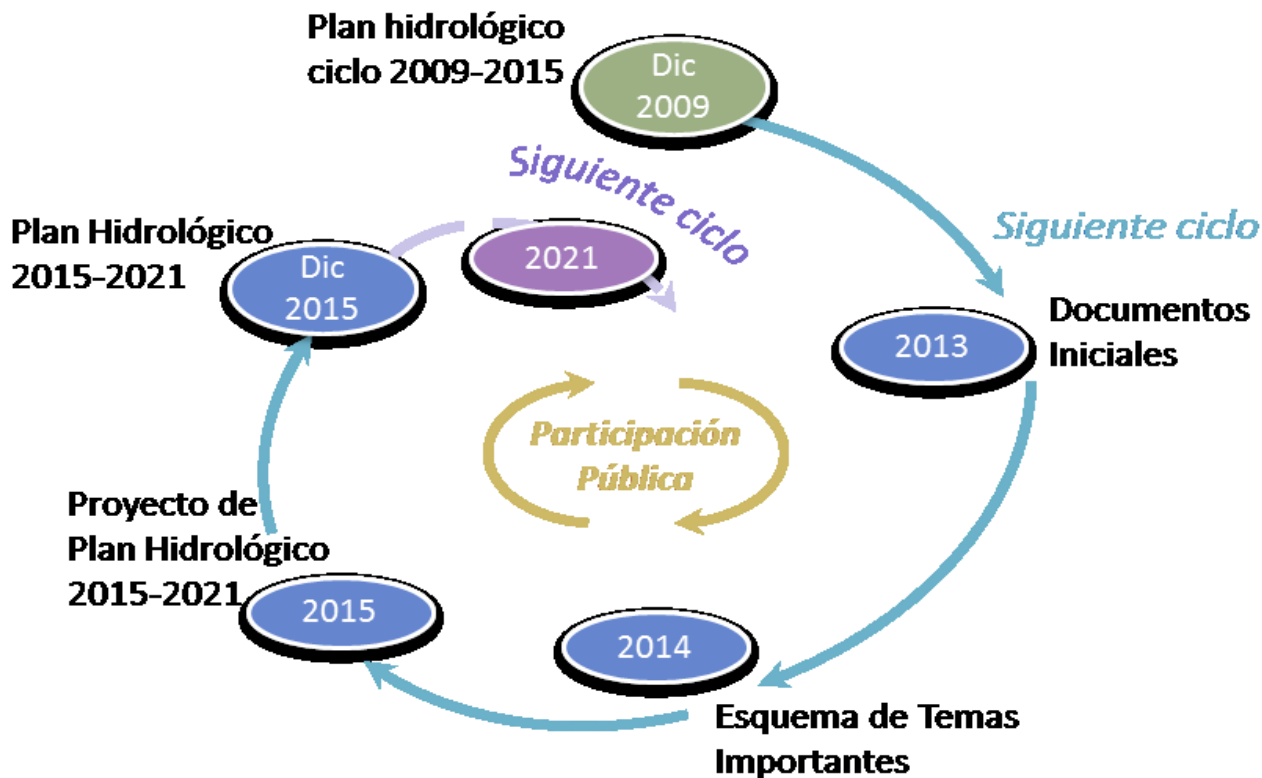 Plan hidrológico
ciclo 2009-2015
Dic
2009
Siguiente ciclo
Siguiente ciclo
Plan Hidrológico
2015-2021
Dic
2015
2021
2013
Documentos
Iniciales
Participación
Pública
Proyecto de
Plan Hidrológico
2015-2021
2015
2014
Esquema de Temas
Importantes